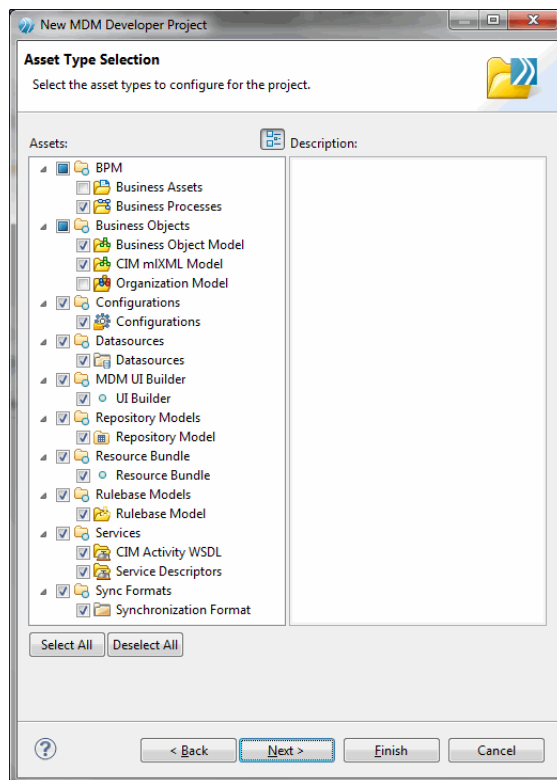 New MDM Developer Project
Asset Type Selection
Select the asset types to configure for the project.
Assets:
Description:
BPM
Business Assets
Business Processes
Business Objects
Business Object Model
CIM mlXML Model
Organization Model
Configurations
Configurations
Datasources
Datasources
MDM UI Builder
UI Builder
Repository Models
Repository Model
Resource Bundle
Resource Bundle
Rulebase Models
Rulebase Model
Services
CIM Activity WSDL
Service Descriptors
Sync Formats
Synchronization Format
Select All
Deselect All
?
< Back
Next >
Finish
Cancel